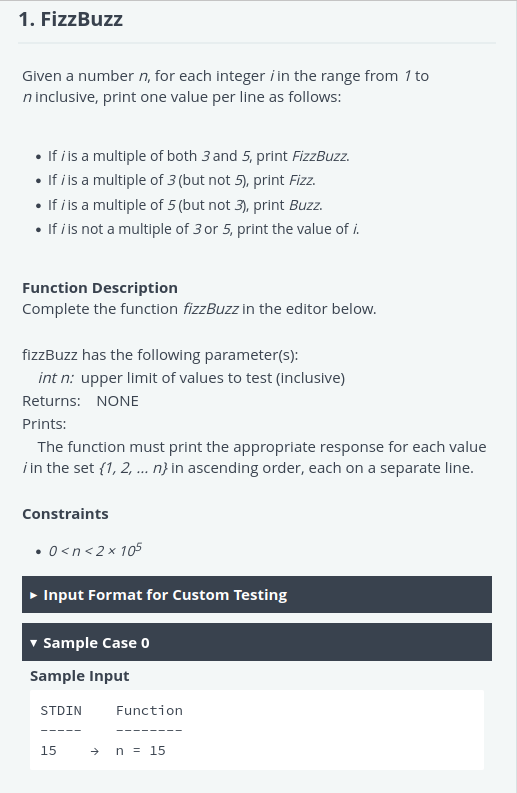 1. FizzBuzz
Given a number n, for each integer i in the range from 1 to
n inclusive, print one value per line as follows:
• If i is a multiple of both 3 and 5, print FizzBuzz.
• If i is a multiple of 3 (but not 5), print Fizz.
• If i is a multiple of 5 (but not 3), print Buzz.
• If i is not a multiple of 3 or 5, print the value of i.
Function Description
Complete the function fizzBuzz in the editor below.
fizzBuzz has the following parameter(s):
int n: upper limit of values to test (inclusive)
Returns: NONE
Prints:
The function must print the appropriate response for each value
i in the set {1, 2, ... n} in ascending order, each on a separate line.
Constraints
• 0 < n < 2 × 10⁵
▸ Input Format for Custom Testing
▾ Sample Case 0
Sample Input
STDIN Function
----- --------
15 → n = 15